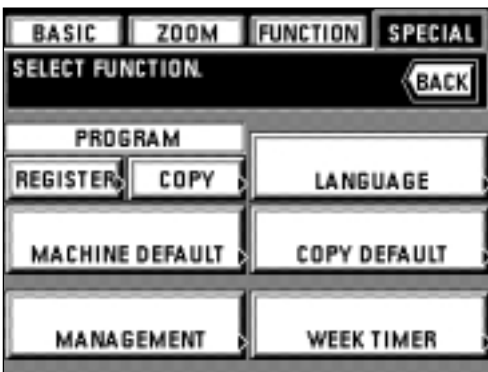 BASIC ZOOM FUNCTION SPECIAL
SELECT FUNCTION.
BACK
PROGRAM
REGISTER COPY LANGUAGE
MACHINE DEFAULT COPY DEFAULT
MANAGEMENT WEEK TIMER